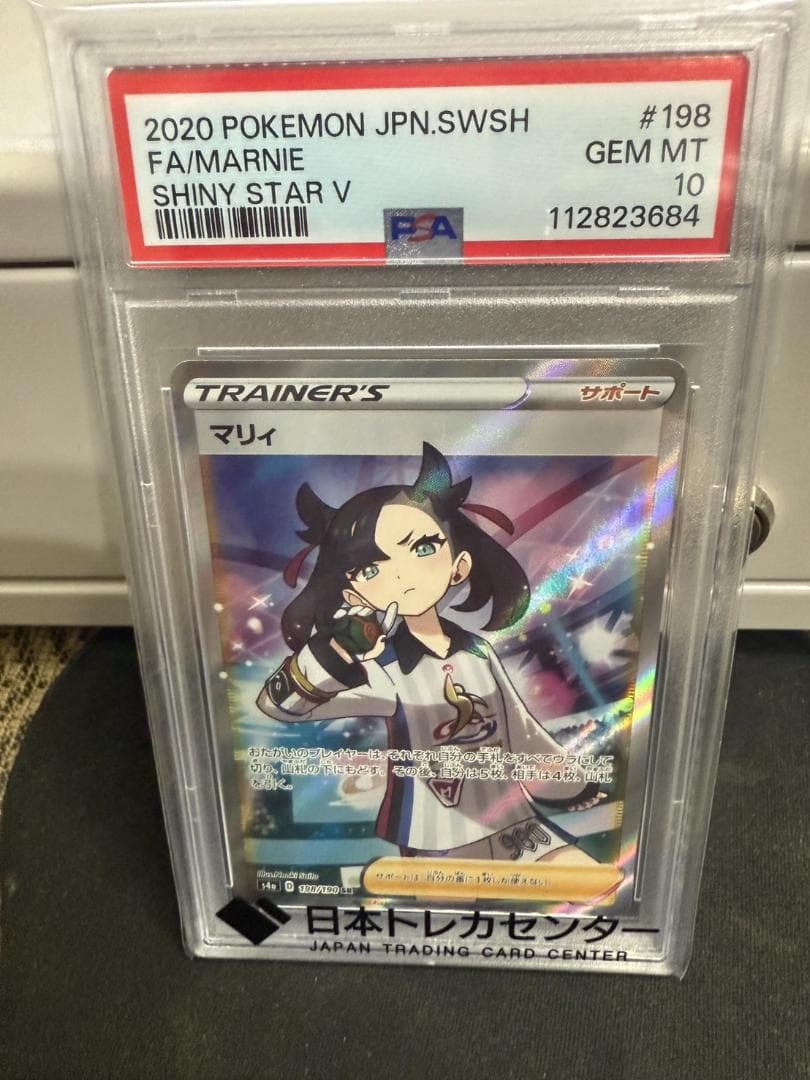 2020 POKEMON JPN.SWSH #198
FA/MARNIE GEM MT
SHINY STAR V 10
PSA 112823684
TRAINER'S サポート
マリィ
おたがいのプレイヤーは、それぞれ自分の手札をすべてウラにして
切り、山札の下にもどす。その後、自分は5枚、相手は4枚、山札
を引く。
Illus.Naoki Saito
s4a D 198/190 SR
サポートは、自分の番に1枚しか使えない。
日本トレカセンター
JAPAN TRADING CARD CENTER